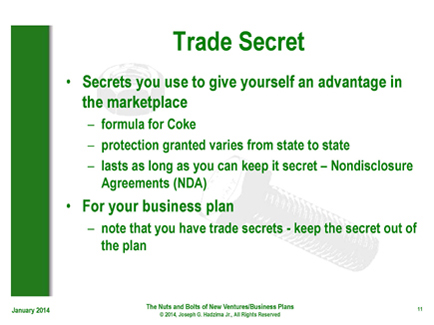 Trade Secret
• Secrets you use to give yourself an advantage in
the marketplace
– formula for Coke
– protection granted varies from state to state
– lasts as long as you can keep it secret – Nondisclosure
Agreements (NDA)
• For your business plan
– note that you have trade secrets - keep the secret out of
the plan
January 2014
The Nuts and Bolts of New Ventures/Business Plans
© 2014, Joseph G. Hadzima Jr., All Rights Reserved
11